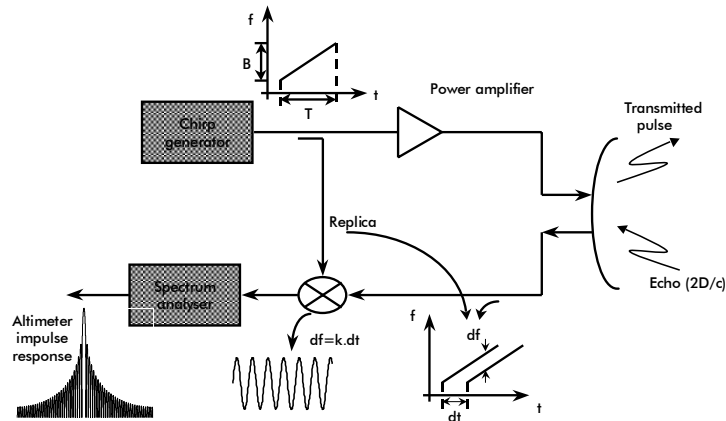 f
B
t
T
Power amplifier
Transmitted
pulse
Chirp
generator
Replica
Echo (2D/c)
Spectrum
analyser
Altimeter
impulse
response
df=k.dt
f
df
dt
t